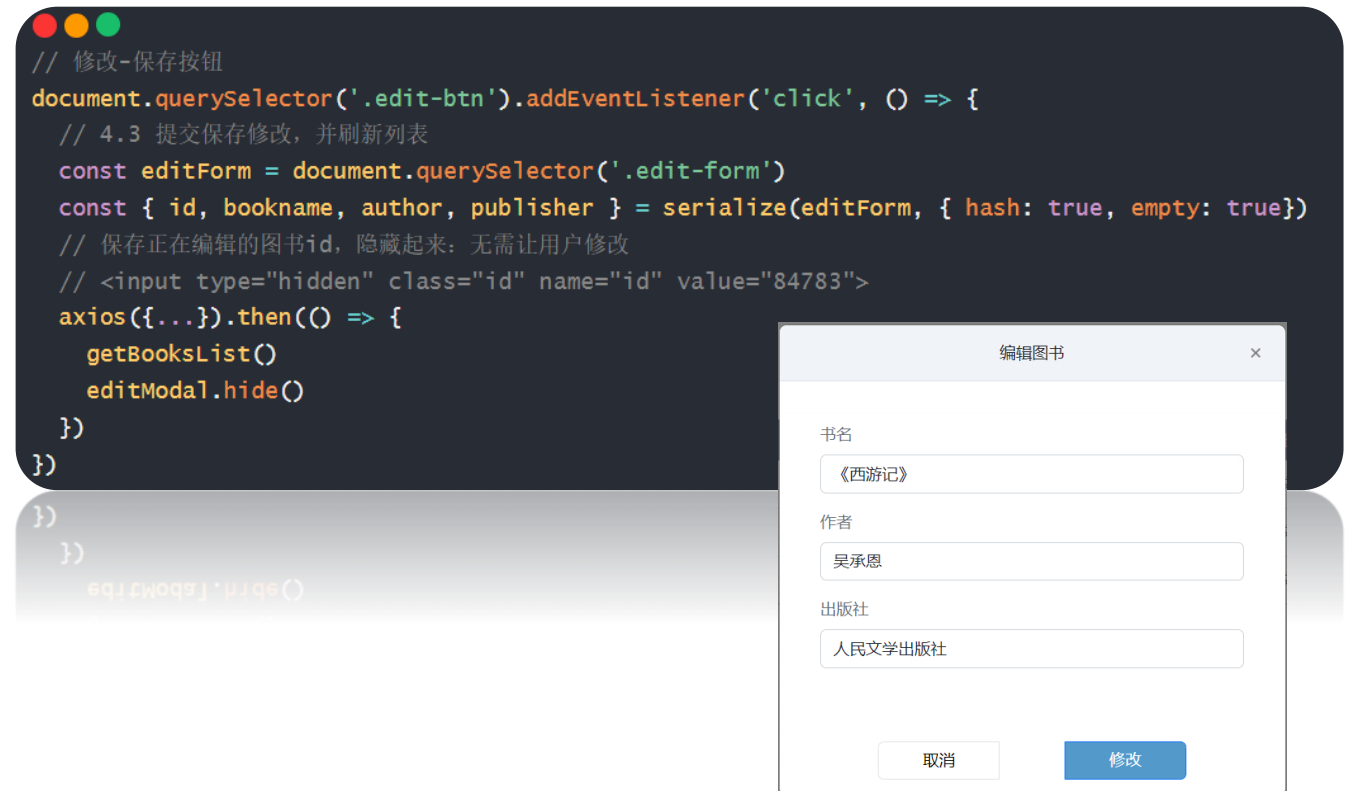 // 修改-保存按钮
document.querySelector('.edit-btn').addEventListener('click', () => {
// 4.3 提交保存修改，并刷新列表
const editForm = document.querySelector('.edit-form')
const { id, bookname, author, publisher } = serialize(editForm, { hash: true, empty: true})
// 保存正在编辑的图书id，隐藏起来：无需让用户修改
// <input type="hidden" class="id" name="id" value="84783">
axios({...}).then(() => {
getBooksList()
editModal.hide()
})
})
编辑图书 ×
书名
《西游记》
作者
吴承恩
出版社
人民文学出版社
取消 修改